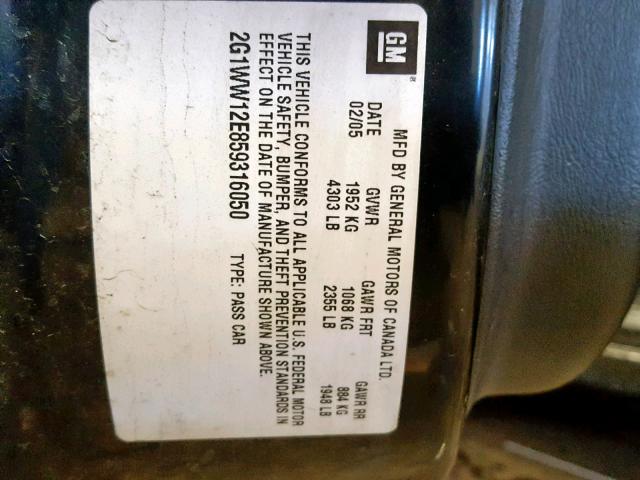 GM
MFD BY GENERAL MOTORS OF CANADA LTD.
DATE GVWR GAWR FRT GAWR RR
02/05 1952 KG 1068 KG 884 KG
4303 LB 2355 LB 1948 LB
THIS VEHICLE CONFORMS TO ALL APPLICABLE U.S. FEDERAL MOTOR
VEHICLE SAFETY, BUMPER, AND THEFT PREVENTION STANDARDS IN
EFFECT ON THE DATE OF MANUFACTURE SHOWN ABOVE.
2G1WW12E859316050 TYPE: PASS CAR